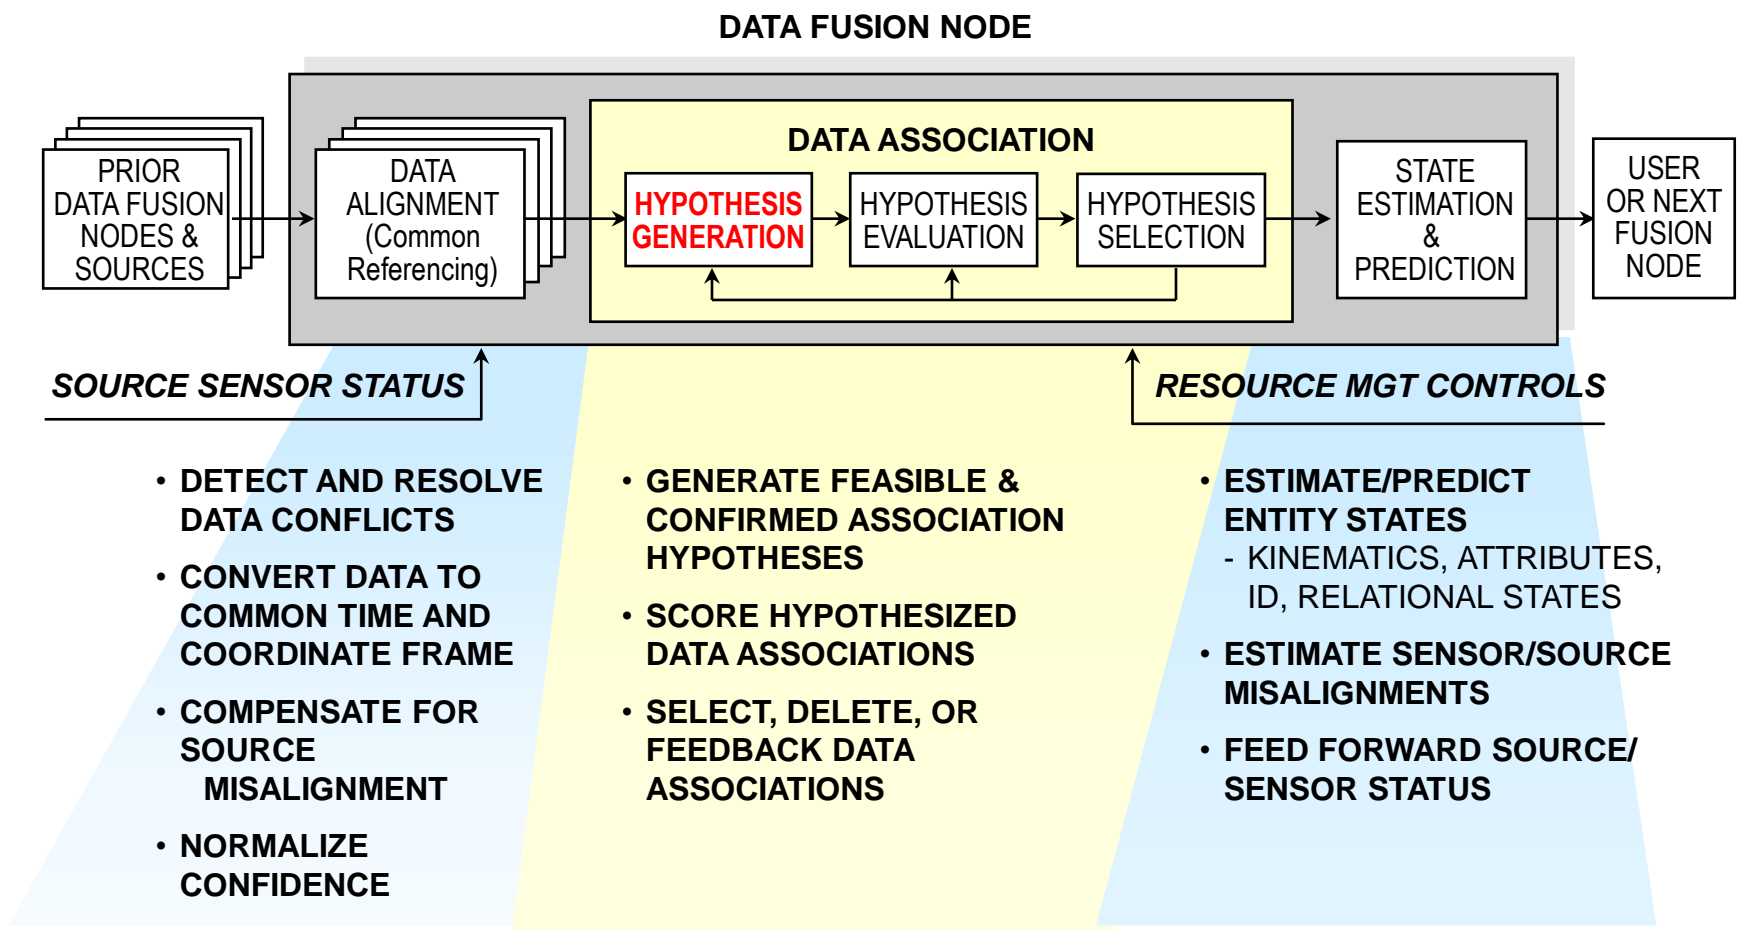 DATA FUSION NODE
PRIOR
DATA FUSION
NODES &
SOURCES
DATA
ALIGNMENT
(Common
Referencing)
DATA ASSOCIATION
HYPOTHESIS
GENERATION
HYPOTHESIS
EVALUATION
HYPOTHESIS
SELECTION
STATE
ESTIMATION
&
PREDICTION
USER
OR NEXT
FUSION
NODE
SOURCE SENSOR STATUS
RESOURCE MGT CONTROLS
• DETECT AND RESOLVE
DATA CONFLICTS
• CONVERT DATA TO
COMMON TIME AND
COORDINATE FRAME
• COMPENSATE FOR
SOURCE
MISALIGNMENT
• NORMALIZE
CONFIDENCE
• GENERATE FEASIBLE &
CONFIRMED ASSOCIATION
HYPOTHESES
• SCORE HYPOTHESIZED
DATA ASSOCIATIONS
• SELECT, DELETE, OR
FEEDBACK DATA
ASSOCIATIONS
• ESTIMATE/PREDICT
ENTITY STATES
- KINEMATICS, ATTRIBUTES,
ID, RELATIONAL STATES
• ESTIMATE SENSOR/SOURCE
MISALIGNMENTS
• FEED FORWARD SOURCE/
SENSOR STATUS